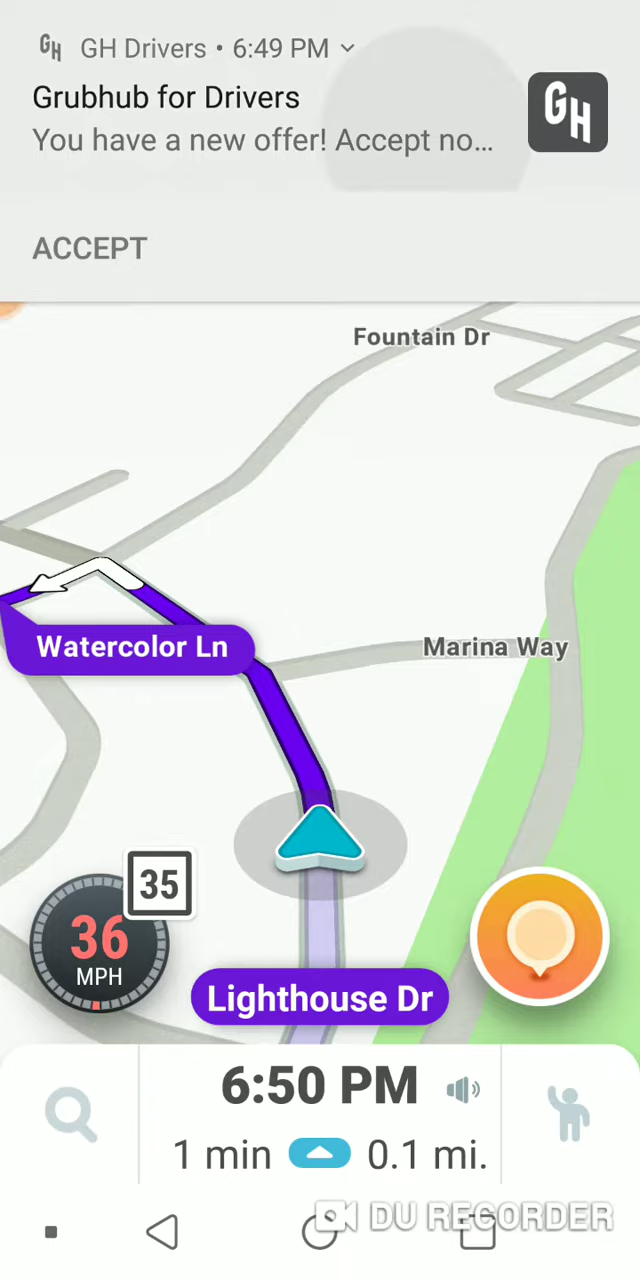 GH GH Drivers • 6:49 PM
Grubhub for Drivers
You have a new offer! Accept no...
GH
ACCEPT
Fountain Dr
Watercolor Ln
Marina Way
35
36
MPH
Lighthouse Dr
6:50 PM
1 min 0.1 mi.
DU RECORDER